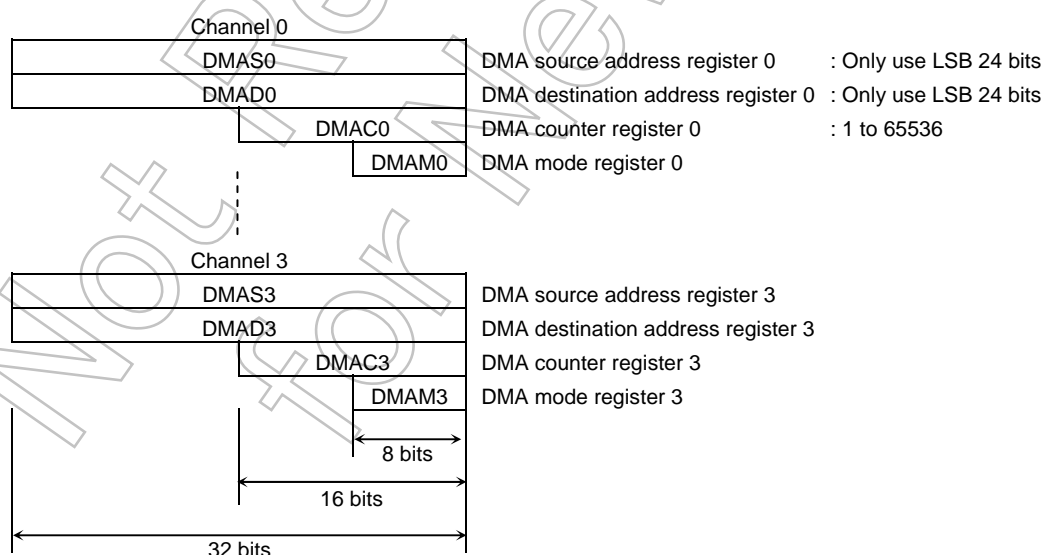 Channel 0
DMAS0 DMA source address register 0 : Only use LSB 24 bits
DMAD0 DMA destination address register 0 : Only use LSB 24 bits
DMAC0 DMA counter register 0 : 1 to 65536
DMAM0 DMA mode register 0
Channel 3
DMAS3 DMA source address register 3
DMAD3 DMA destination address register 3
DMAC3 DMA counter register 3
DMAM3 DMA mode register 3
8 bits
16 bits
32 bits
Not
for